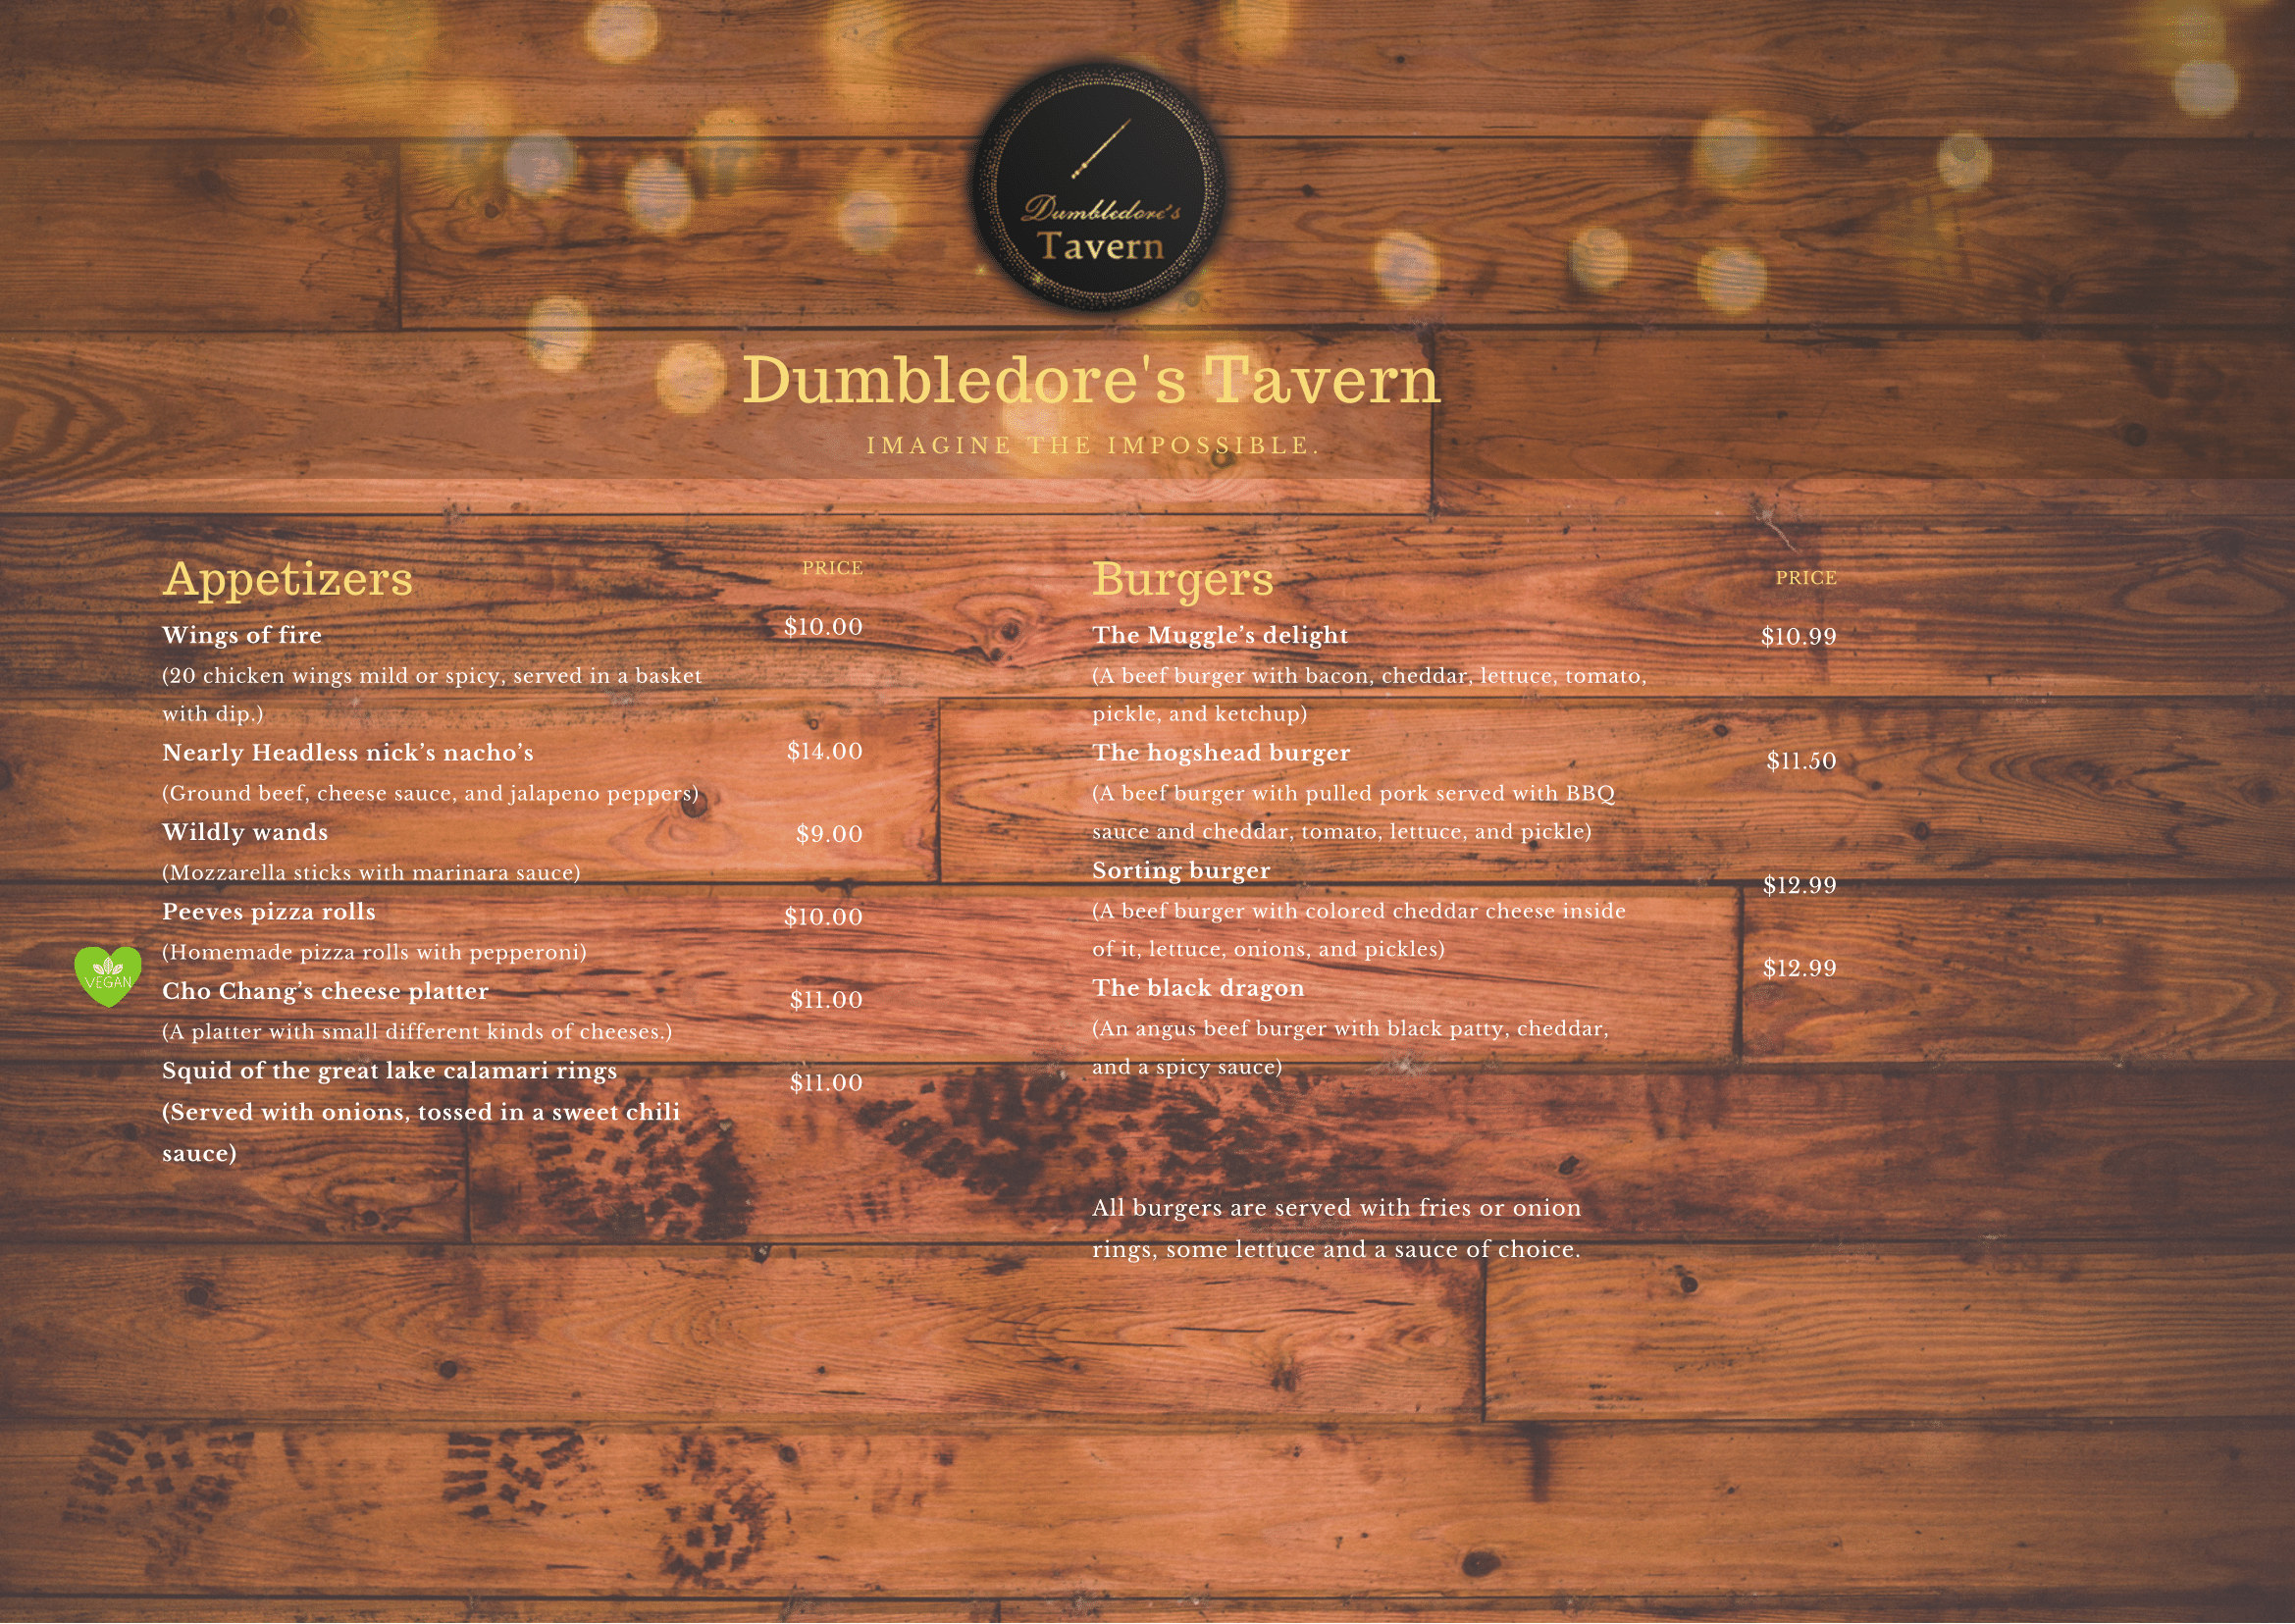 Dumbledore's
Tavern
Dumbledore's Tavern
IMAGINE THE IMPOSSIBLE.
Appetizers
PRICE
Wings of fire
$10.00
(20 chicken wings mild or spicy, served in a basket
with dip.)
Nearly Headless nick’s nacho’s
$14.00
(Ground beef, cheese sauce, and jalapeno peppers)
Wildly wands
$9.00
(Mozzarella sticks with marinara sauce)
Peeves pizza rolls
$10.00
(Homemade pizza rolls with pepperoni)
VEGAN
Cho Chang’s cheese platter
$11.00
(A platter with small different kinds of cheeses.)
Squid of the great lake calamari rings
$11.00
(Served with onions, tossed in a sweet chili
sauce)
Burgers
PRICE
The Muggle’s delight
$10.99
(A beef burger with bacon, cheddar, lettuce, tomato,
pickle, and ketchup)
The hogshead burger
$11.50
(A beef burger with pulled pork served with BBQ
sauce and cheddar, tomato, lettuce, and pickle)
Sorting burger
$12.99
(A beef burger with colored cheddar cheese inside
of it, lettuce, onions, and pickles)
$12.99
The black dragon
(An angus beef burger with black patty, cheddar,
and a spicy sauce)
All burgers are served with fries or onion
rings, some lettuce and a sauce of choice.